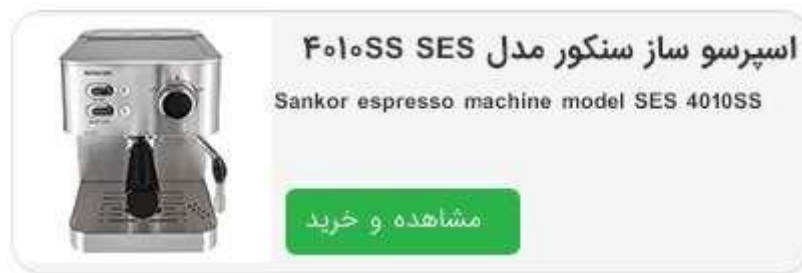 اسپرسو ساز سنکور مدل ۴۰۱۰SS SES
Sankor espresso machine model SES 4010SS
مشاهده و خرید